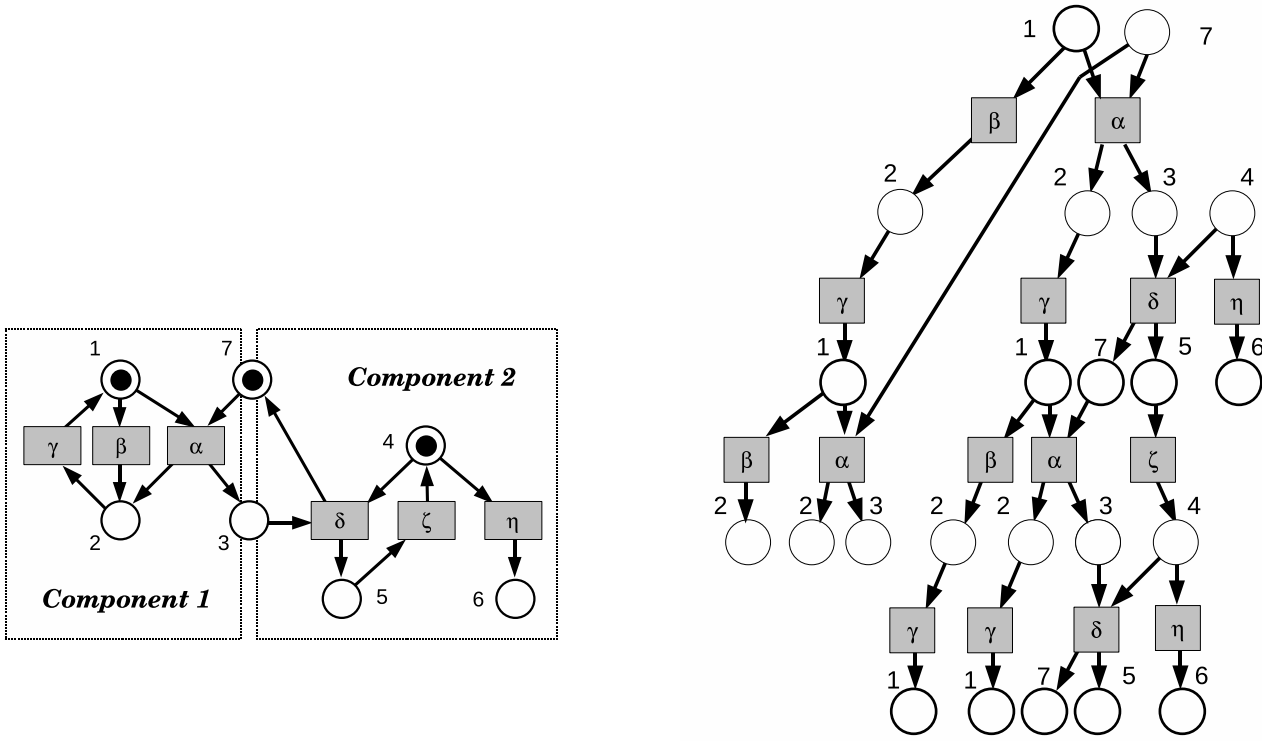 1 7
γ β α
4
2 3
δ ζ η
5 6
Component 1
Component 2
1 7
β α
2 2 3 4
γ γ δ η
1 1 7 5 6
β α β α ζ
2 2 3 2 2 3 4
γ γ δ η
1 1 7 5 6